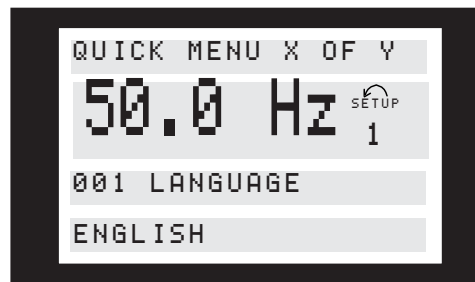 QUICK MENU X OF Y
50.0 Hz SETUP
1
001 LANGUAGE
ENGLISH